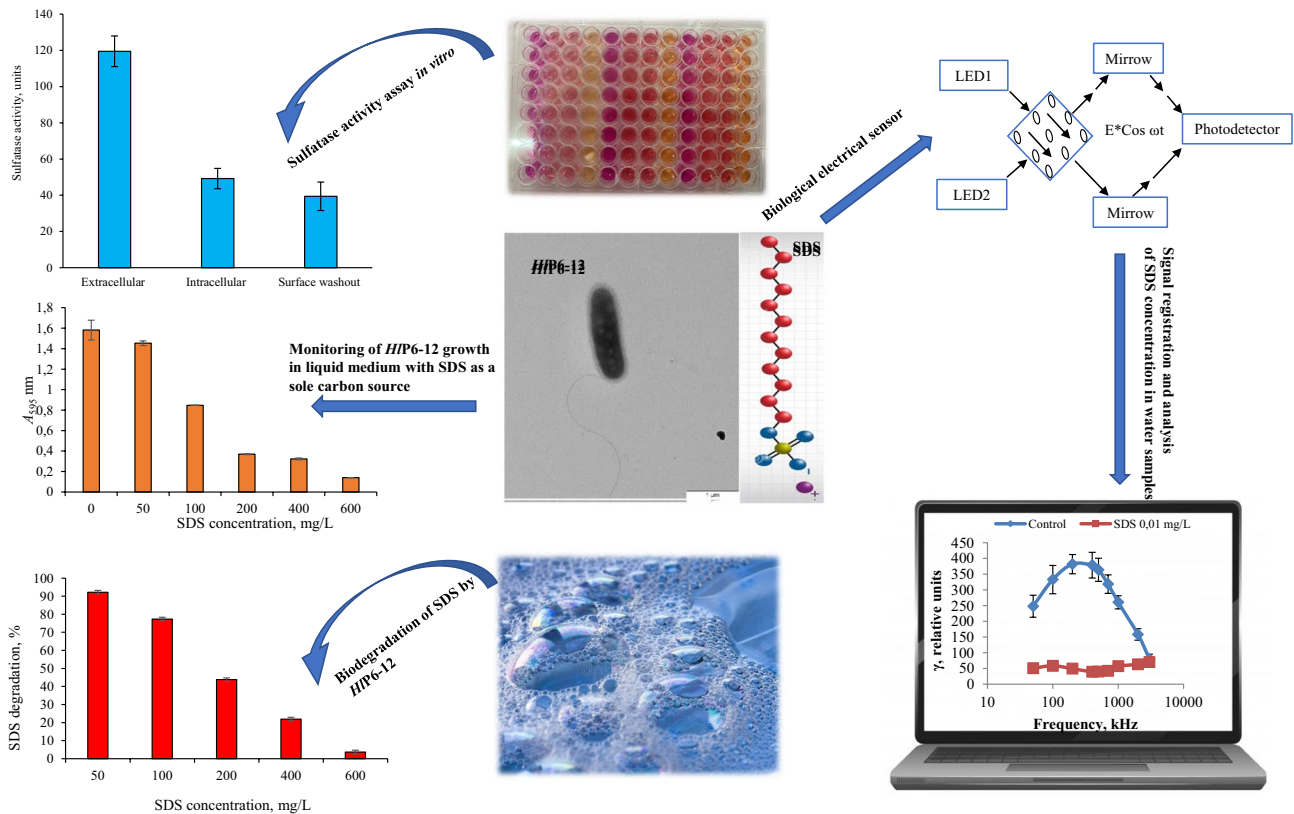 140
120
100
80
60
40
20
0
Sulfatase activity, units
Extracellular
Intracellular
Surface washout
Sulfatase activity assay in vitro
Biological electrical sensor
LED1
LED2
Mirrow
E*Cos ωt
Photodetector
Mirrow
1,8
1,6
1,4
1,2
1
0,8
0,6
0,4
0,2
0
A595 nm
0
50
100
200
400
600
SDS concentration, mg/L
Monitoring of HlP6-12 growth
in liquid medium with SDS as a
sole carbon source
HlP6-12
SDS
Signal registration and analysis
of SDS concentration in water samples
100
90
80
70
60
50
40
30
20
10
0
SDS degradation, %
50
100
200
400
600
SDS concentration, mg/L
Biodegradation of SDS by
HlP6-12
Control
SDS 0,01 mg/L
450
400
350
300
250
200
150
100
50
0
γ, relative units
10
100
1000
10000
Frequency, kHz